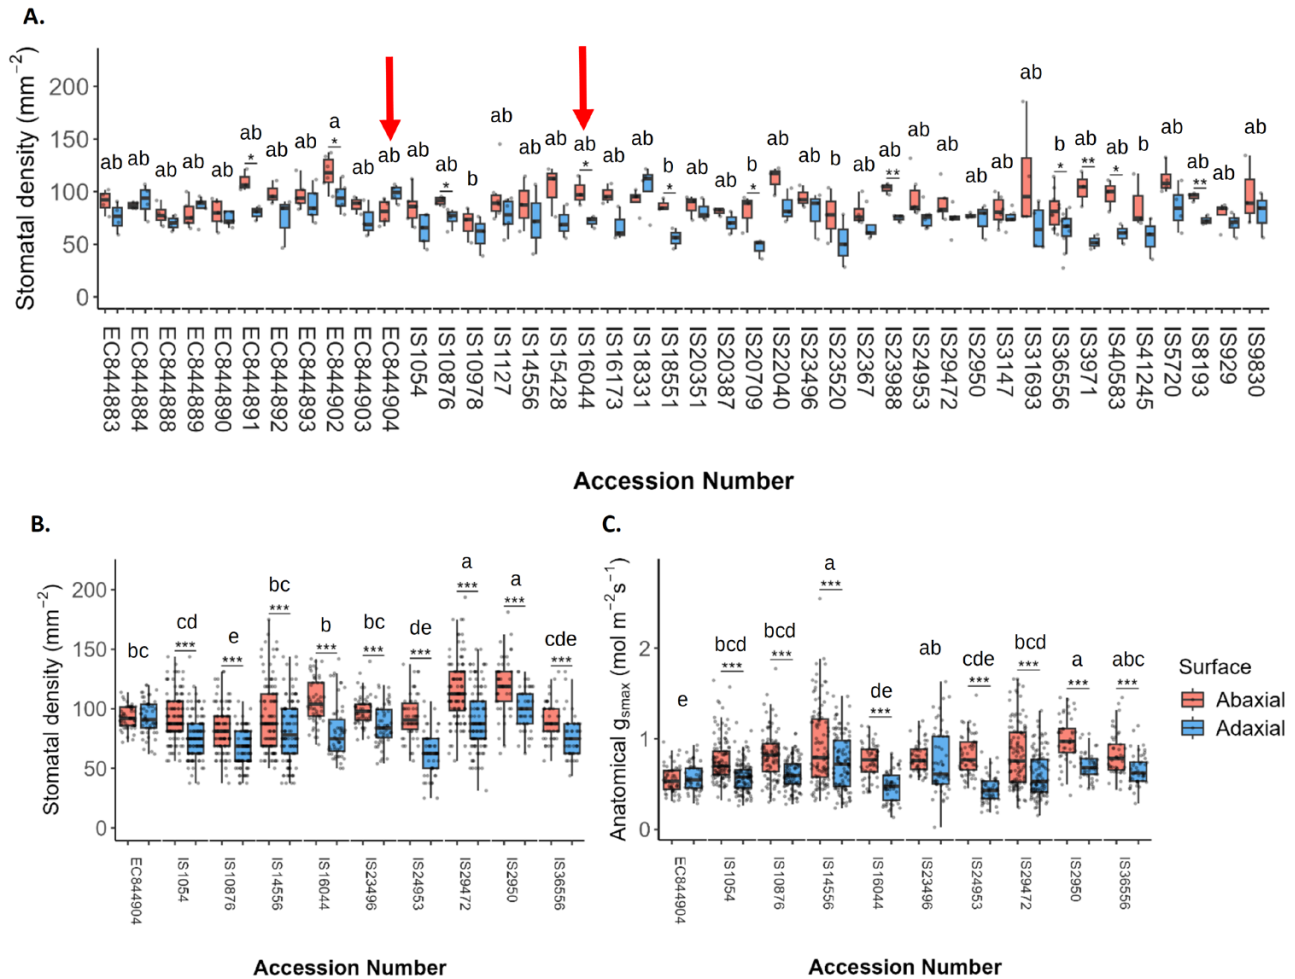 A.
Stomatal density (mm⁻²)
200
150
100
50
0
ab ab ab ab ab ab ab ab a ab ab ab ab b ab ab ab ab ab ab b ab ab b ab ab b ab ab ab ab ab ab ab b ab ab ab ab ab ab ab
* * * * * * ** * ** * **
EC844883 EC844884 EC844888 EC844889 EC844890 EC844891 EC844892 EC844893 EC844902 EC844903 EC844904 IS1054 IS10876 IS10978 IS1127 IS14556 IS15428 IS16044 IS16173 IS18331 IS18551 IS20351 IS20387 IS20709 IS22040 IS23496 IS23520 IS2367 IS23988 IS24953 IS29472 IS2950 IS3147 IS31693 IS36556 IS3971 IS40583 IS41245 IS5720 IS8193 IS929 IS9830
Accession Number
B.
Stomatal density (mm⁻²)
200
150
100
50
0
bc cd e bc b bc de a a cde
*** *** *** *** *** *** *** *** ***
EC844904 IS1054 IS10876 IS14556 IS16044 IS23496 IS24953 IS29472 IS2950 IS36556
Accession Number
C.
Anatomical gsmax (mol m⁻²s⁻¹)
2
1
0
e bcd bcd a de ab cde bcd a abc
*** *** *** *** *** *** *** ***
EC844904 IS1054 IS10876 IS14556 IS16044 IS23496 IS24953 IS29472 IS2950 IS36556
Accession Number
Surface
Abaxial
Adaxial